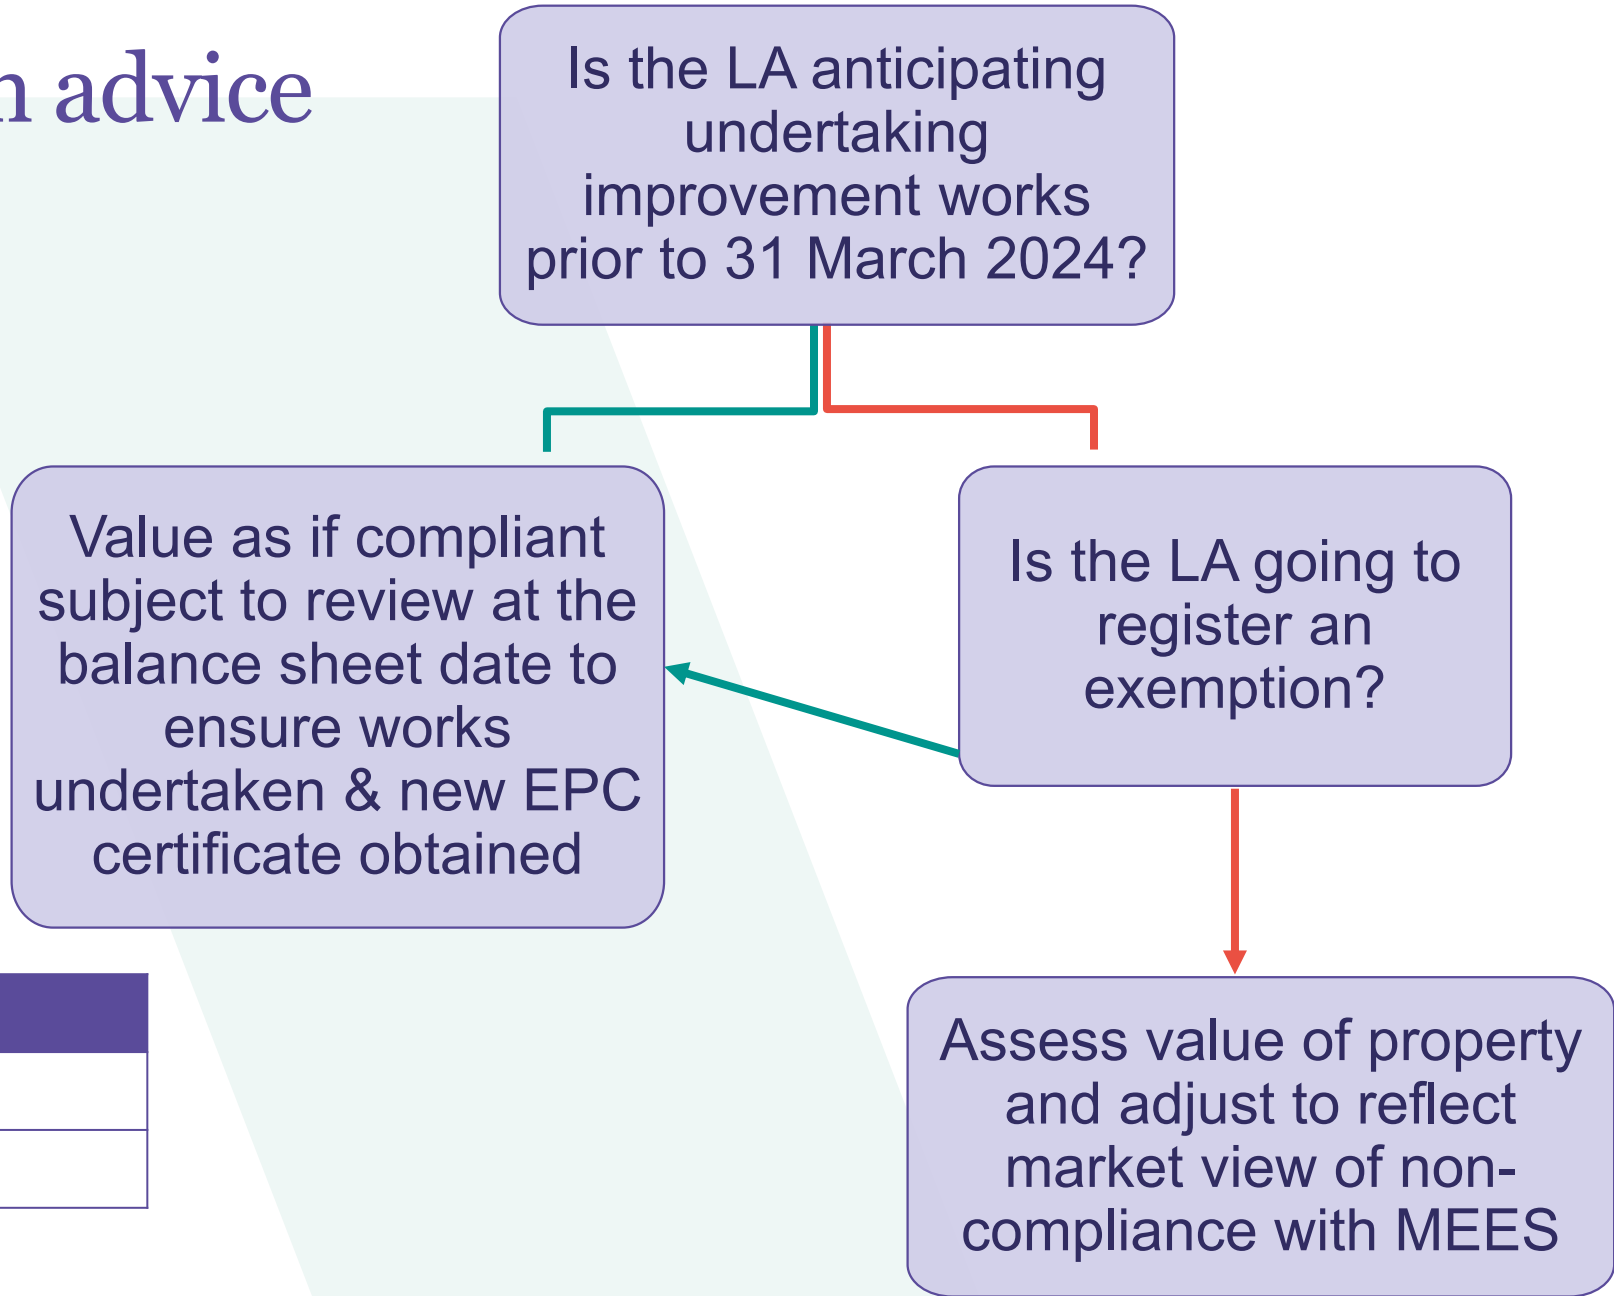 advice
Is the LA anticipating
undertaking
improvement works
prior to 31 March 2024?
Value as if compliant
subject to review at the
balance sheet date to
ensure works
undertaken & new EPC
certificate obtained
Is the LA going to
register an
exemption?
Assess value of property
and adjust to reflect
market view of non-
compliance with MEES